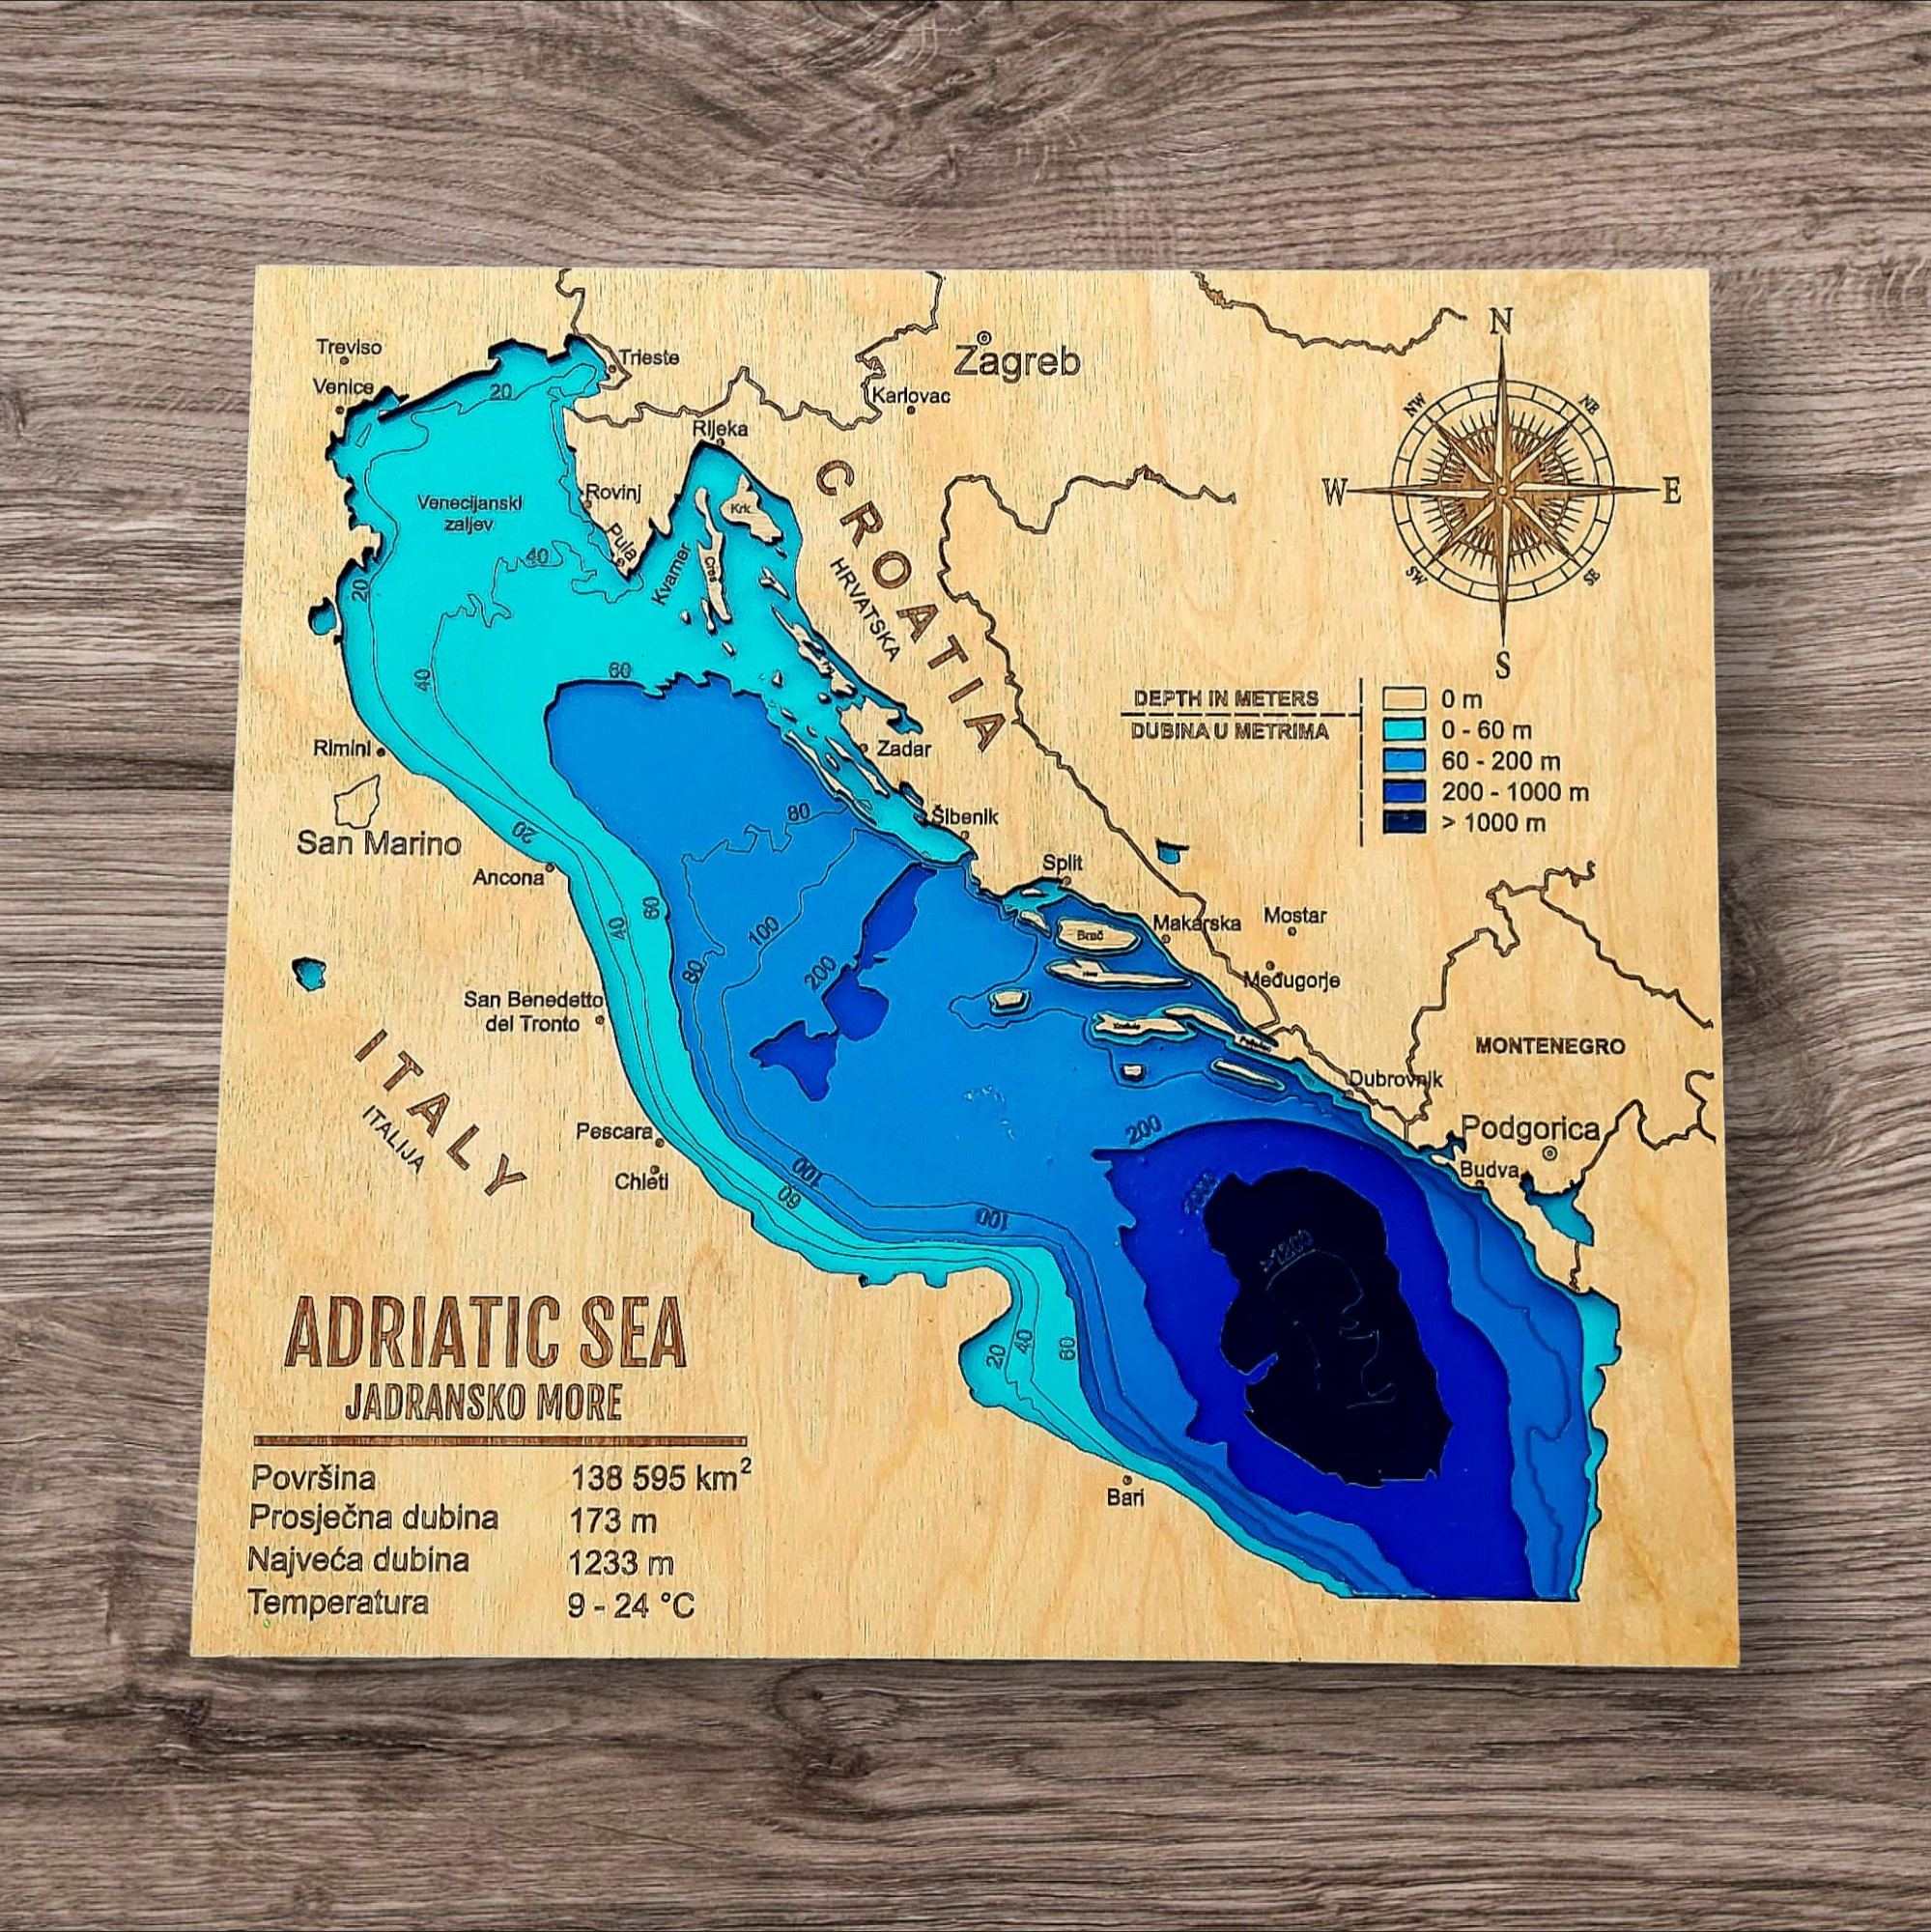 N
Zagreb
Treviso
Trieste
Venice
20
Karlovac
NW
NE
Rijeka
CROATIA
HRVATSKA
W
E
Rovinj
Krk
Venecijanski
zaljev
Pula
40
Kvarner
Cres
20
SW
SE
S
60
40
DEPTH IN METERS
DUBINA U METRIMA
0 m
0 - 60 m
60 - 200 m
200 - 1000 m
> 1000 m
Rimini
Zadar
80
Šibenik
20
San Marino
Split
Ancona
60
40
100
Brač
Makarska
Mostar
80
200
Međugorje
San Benedetto
del Tronto
MONTENEGRO
ITALY
ITALIJA
Dubrovnik
Pescara
200
Podgorica
Chieti
100
60
Budva
1000
100
>1200
20
40
60
ADRIATIC SEA
JADRANSKO MORE
Bari
Površina 138 595 km²
Prosječna dubina 173 m
Najveća dubina 1233 m
Temperatura 9 - 24 °C